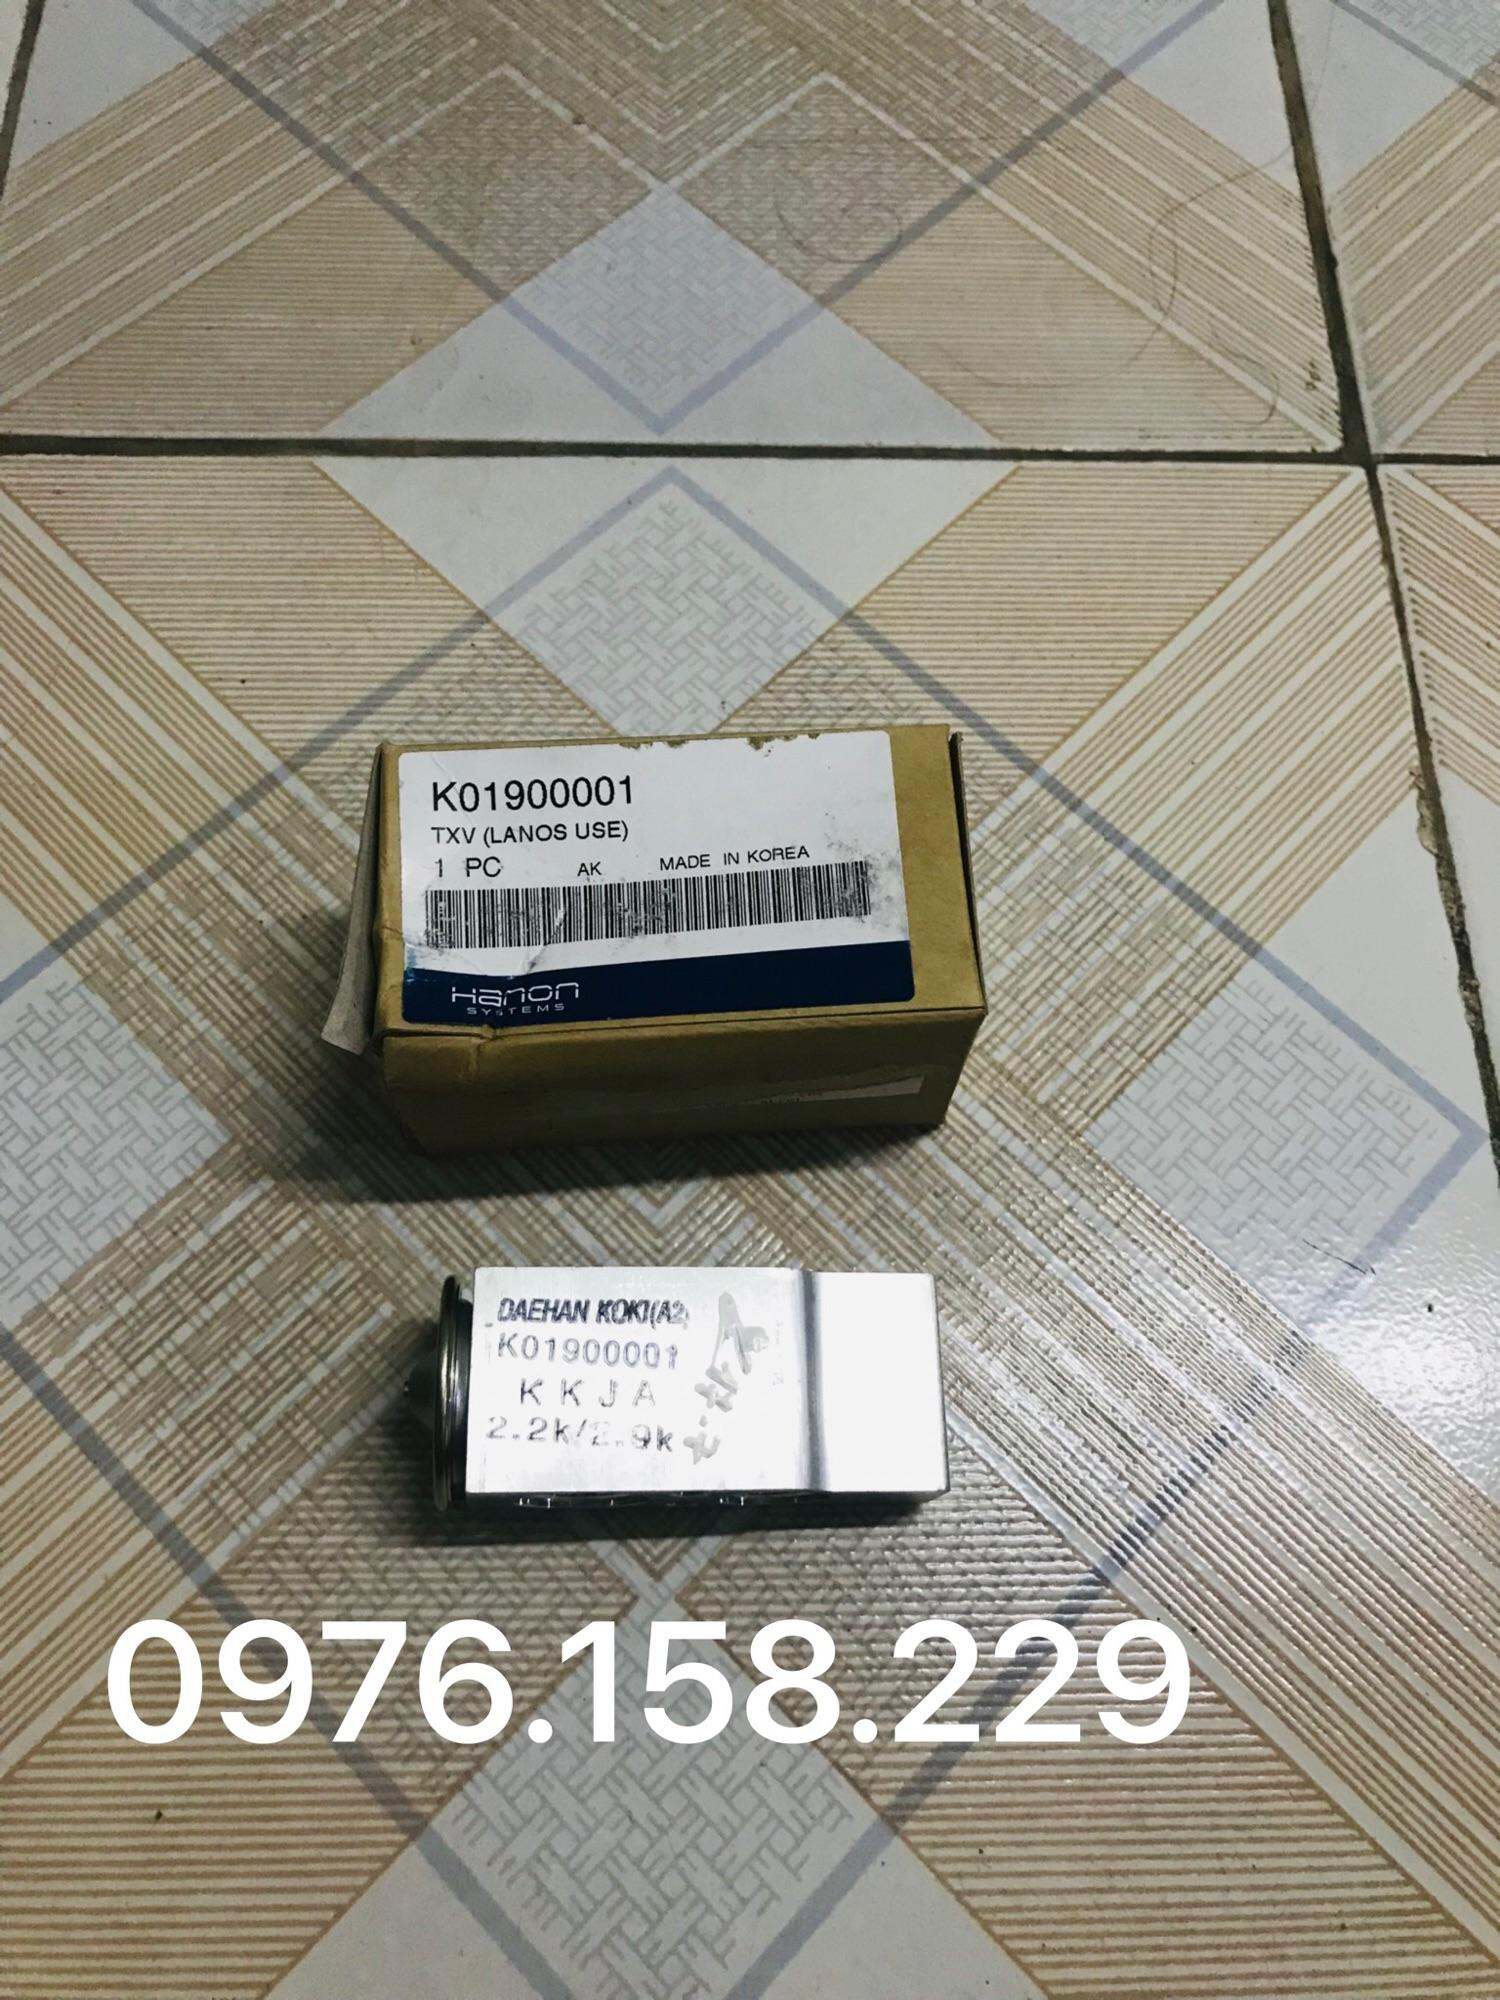 K01900001
TXV (LANOS USE)
1 PC AK MADE IN KOREA
Hanon
SYSTEMS
DAEHAN KOKI(A2)
K01900001
K K J A
2.2k/2.9k
0976.158.229